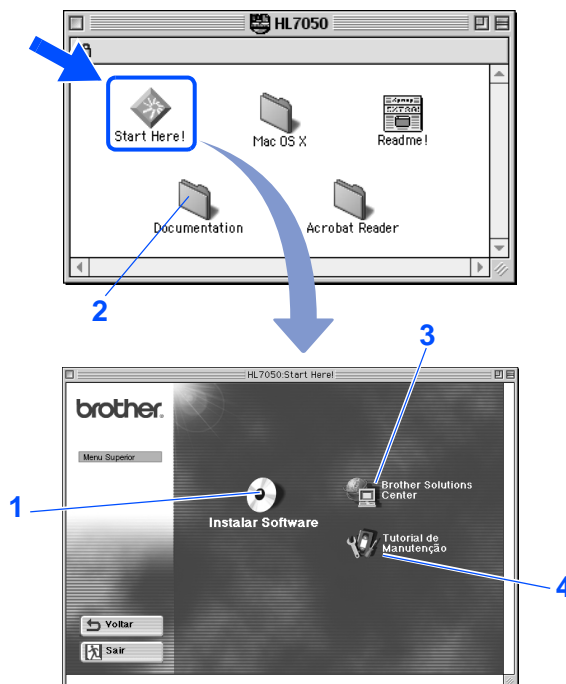 HL7050
Start Here!
Mac OS X
Readme!
Documentation
Acrobat Reader
2
3
HL7050:Start Here!
brother.
Menu Superior
1
Instalar Software
Brother Solutions
Center
Tutorial de
Manutenção
4
Voltar
Sair